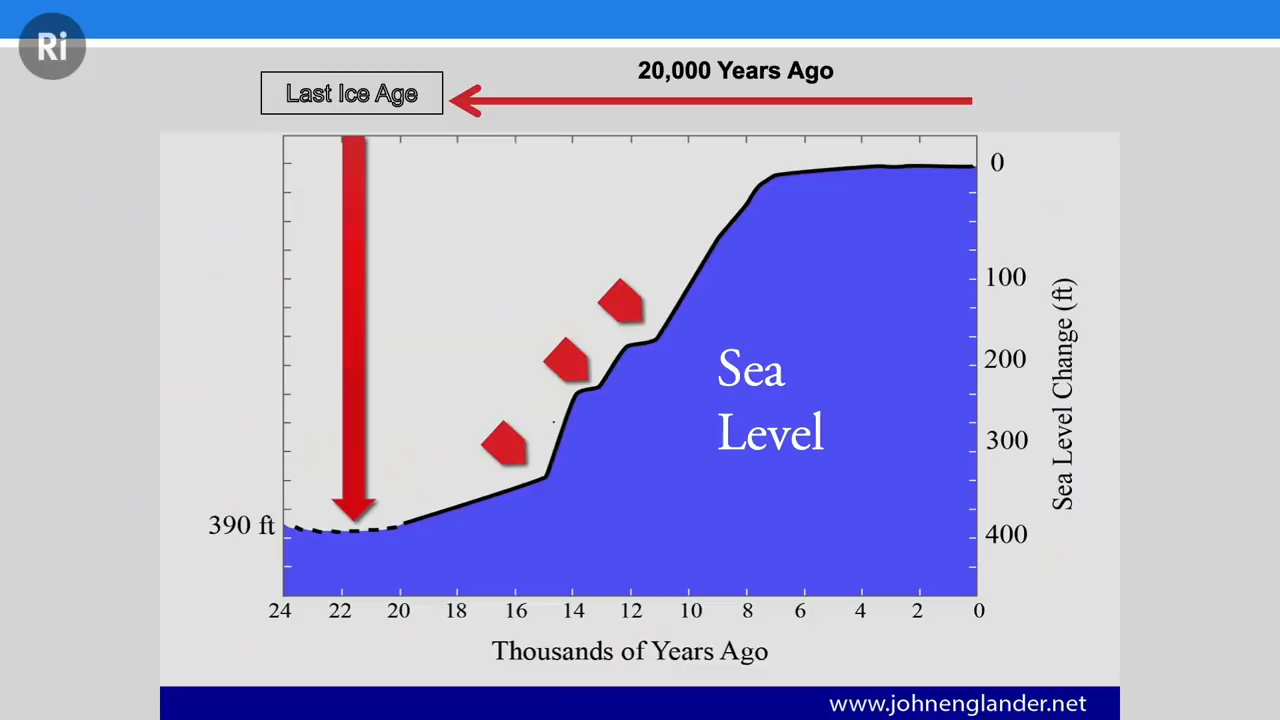 Ri
20,000 Years Ago
Last Ice Age
0
100
200
300
400
Sea Level Change (ft)
Sea
Level
390 ft
24 22 20 18 16 14 12 10 8 6 4 2 0
Thousands of Years Ago
www.johnenglander.net